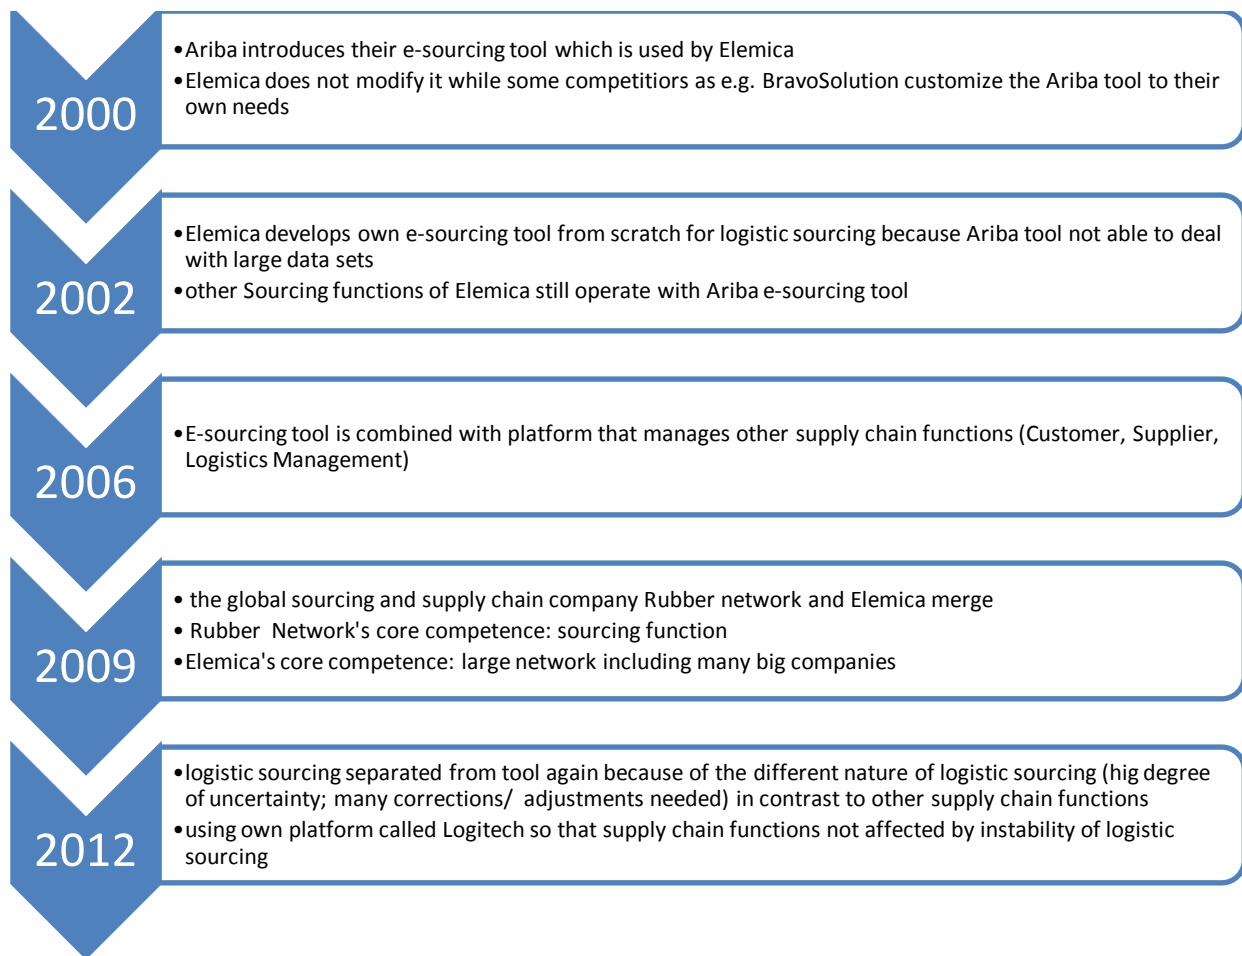 2000
•Ariba introduces their e-sourcing tool which is used by Elemica
•Elemica does not modify it while some competitiors as e.g. BravoSolution customize the Ariba tool to their
own needs
2002
•Elemica develops own e-sourcing tool from scratch for logistic sourcing because Ariba tool not able to deal
with large data sets
•other Sourcing functions of Elemica still operate with Ariba e-sourcing tool
2006
•E-sourcing tool is combined with platform that manages other supply chain functions (Customer, Supplier,
Logistics Management)
2009
• the global sourcing and supply chain company Rubber network and Elemica merge
• Rubber Network's core competence: sourcing function
•Elemica's core competence: large network including many big companies
2012
•logistic sourcing separated from tool again because of the different nature of logistic sourcing (hig degree
of uncertainty; many corrections/ adjustments needed) in contrast to other supply chain functions
•using own platform called Logitech so that supply chain functions not affected by instability of logistic
sourcing